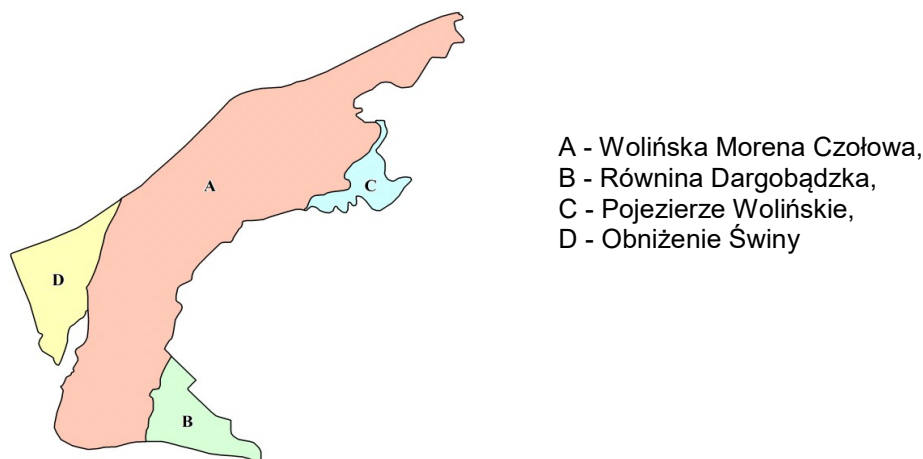 A
C
D
B
A - Wolińska Morena Czołowa,
B - Równina Dargobądzka,
C - Pojezierze Wolińskie,
D - Obniżenie Świny